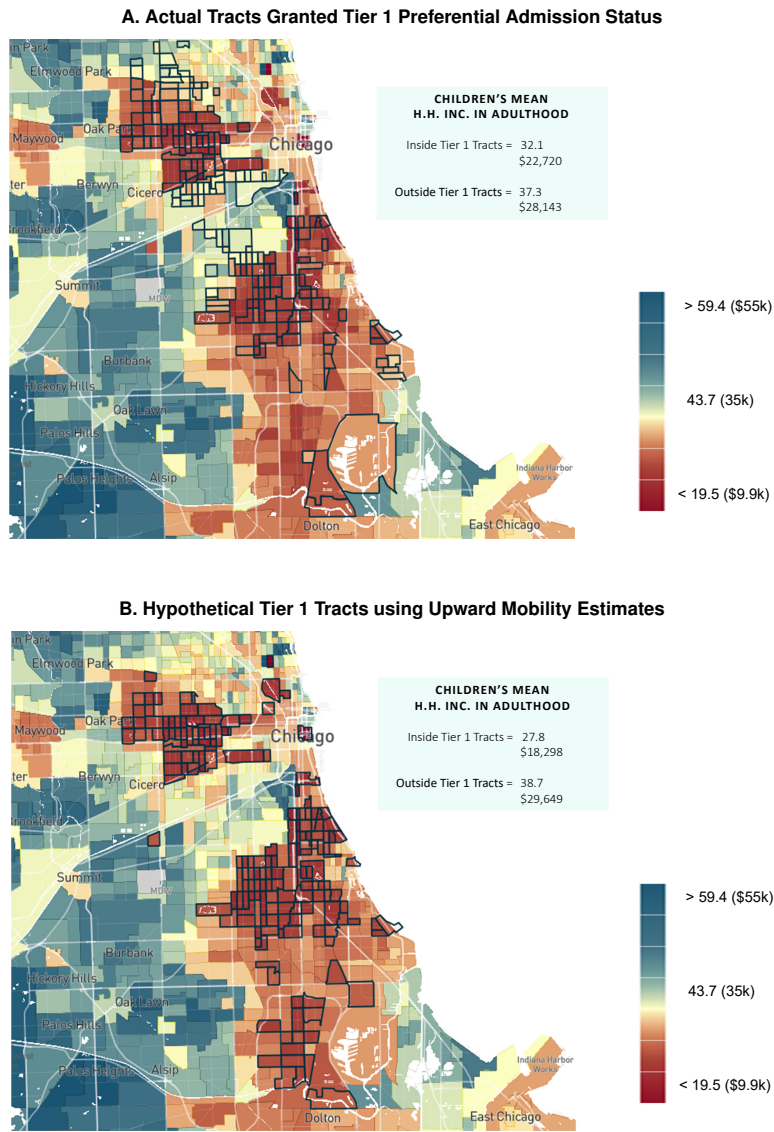 A. Actual Tracts Granted Tier 1 Preferential Admission Status
n Park
Elmwood Park
CHILDREN'S MEAN
H.H. INC. IN ADULTHOOD
Oak Park
Maywood
Chicago
Inside Tier 1 Tracts = 32.1
$22,720
Berwyn
Cicero
Outside Tier 1 Tracts = 37.3
$28,143
Brookfield
Summit
MDW
> 59.4 ($55k)
Burbank
Hickory Hills
43.7 (35k)
Oak Lawn
Palos Hills
Palos Heights
Alsip
Indiana Harbor
Works
< 19.5 ($9.9k)
Dolton
East Chicago
B. Hypothetical Tier 1 Tracts using Upward Mobility Estimates
n Park
Elmwood Park
CHILDREN'S MEAN
H.H. INC. IN ADULTHOOD
Oak Park
Maywood
Chicago
Inside Tier 1 Tracts = 27.8
$18,298
ter
Berwyn
Cicero
Outside Tier 1 Tracts = 38.7
$29,649
Brookfield
Summit
MDW
> 59.4 ($55k)
Burbank
Hickory Hills
43.7 (35k)
Oak Lawn
Palos Hills
Palos Heights
Alsip
Indiana Harbor
Works
< 19.5 ($9.9k)
Dolton
East Chicago